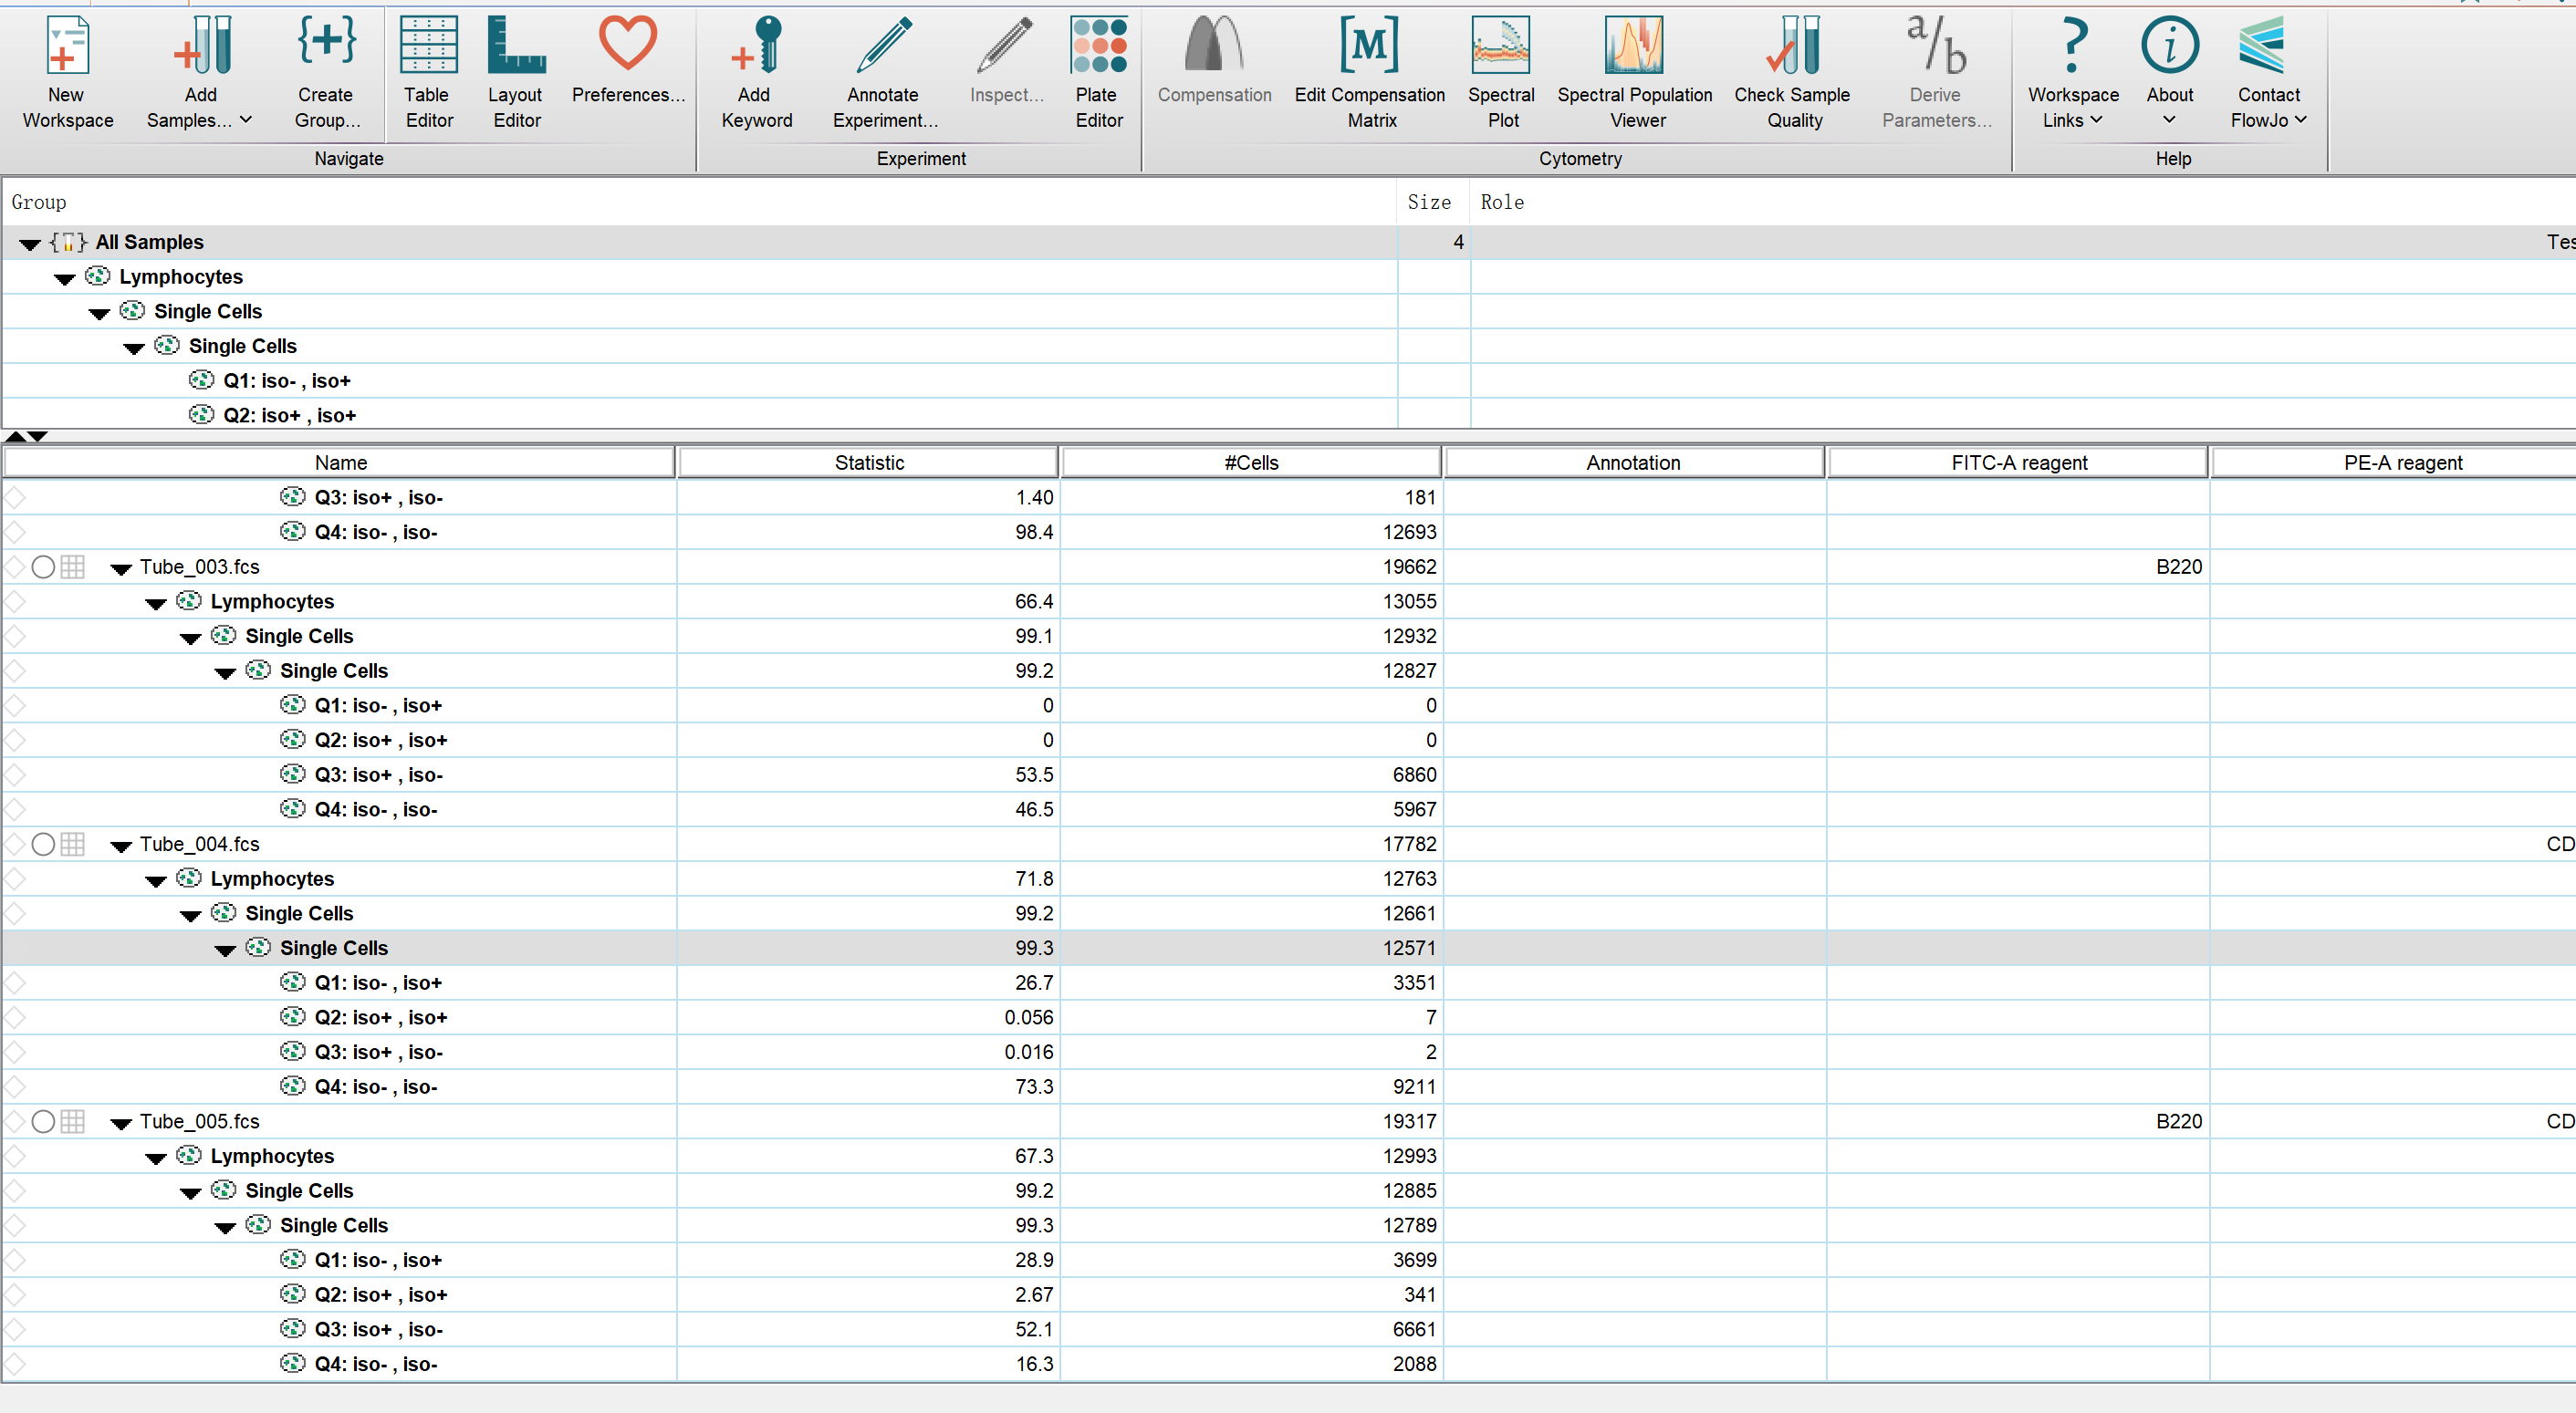 New Workspace
Add Samples...
Create Group...
Table Editor
Layout Editor
Preferences...
Add Keyword
Annotate Experiment...
Inspect...
Plate Editor
Compensation
Edit Compensation Matrix
Spectral Plot
Spectral Population Viewer
Check Sample Quality
Derive Parameters...
Workspace Links
About
Contact FlowJo
Navigate
Experiment
Cytometry
Help
Group Size Role
All Samples 4 Tes
Lymphocytes
Single Cells
Single Cells
Q1: iso- , iso+
Q2: iso+ , iso+
Name Statistic #Cells Annotation FITC-A reagent PE-A reagent
Q3: iso+ , iso- 1.40 181
Q4: iso- , iso- 98.4 12693
Tube_003.fcs 19662 B220
Lymphocytes 66.4 13055
Single Cells 99.1 12932
Single Cells 99.2 12827
Q1: iso- , iso+ 0 0
Q2: iso+ , iso+ 0 0
Q3: iso+ , iso- 53.5 6860
Q4: iso- , iso- 46.5 5967
Tube_004.fcs 17782 CD
Lymphocytes 71.8 12763
Single Cells 99.2 12661
Single Cells 99.3 12571
Q1: iso- , iso+ 26.7 3351
Q2: iso+ , iso+ 0.056 7
Q3: iso+ , iso- 0.016 2
Q4: iso- , iso- 73.3 9211
Tube_005.fcs 19317 B220 CD
Lymphocytes 67.3 12993
Single Cells 99.2 12885
Single Cells 99.3 12789
Q1: iso- , iso+ 28.9 3699
Q2: iso+ , iso+ 2.67 341
Q3: iso+ , iso- 52.1 6661
Q4: iso- , iso- 16.3 2088